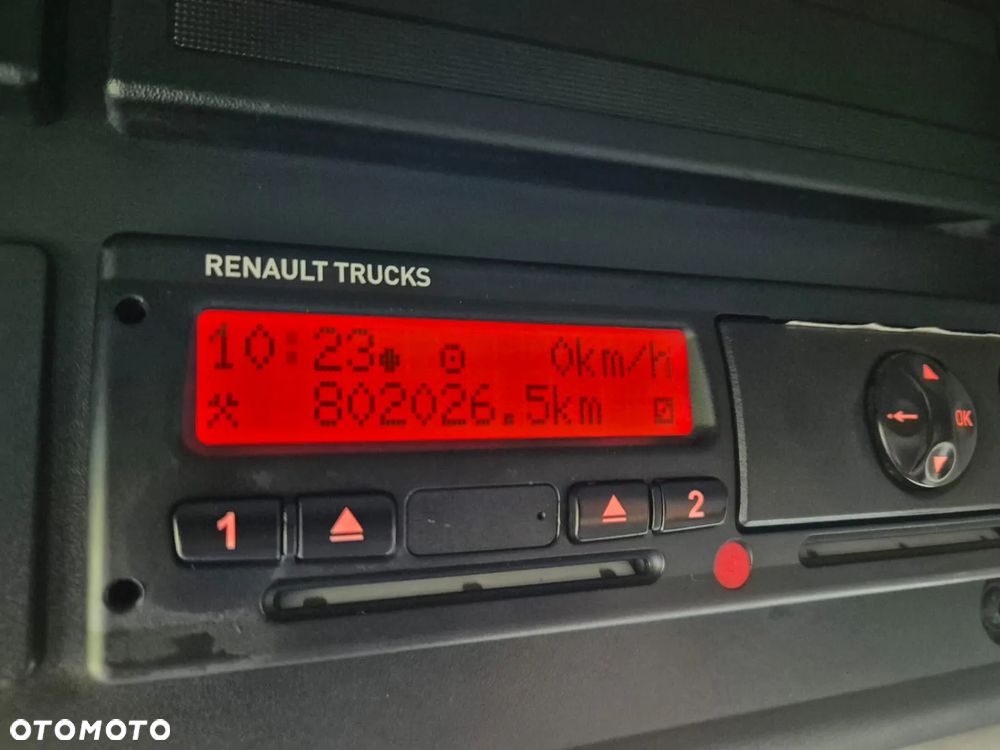 RENAULT TRUCKS
10:23 0km/h
802026.5km
OK
1 2
OTOMOTO